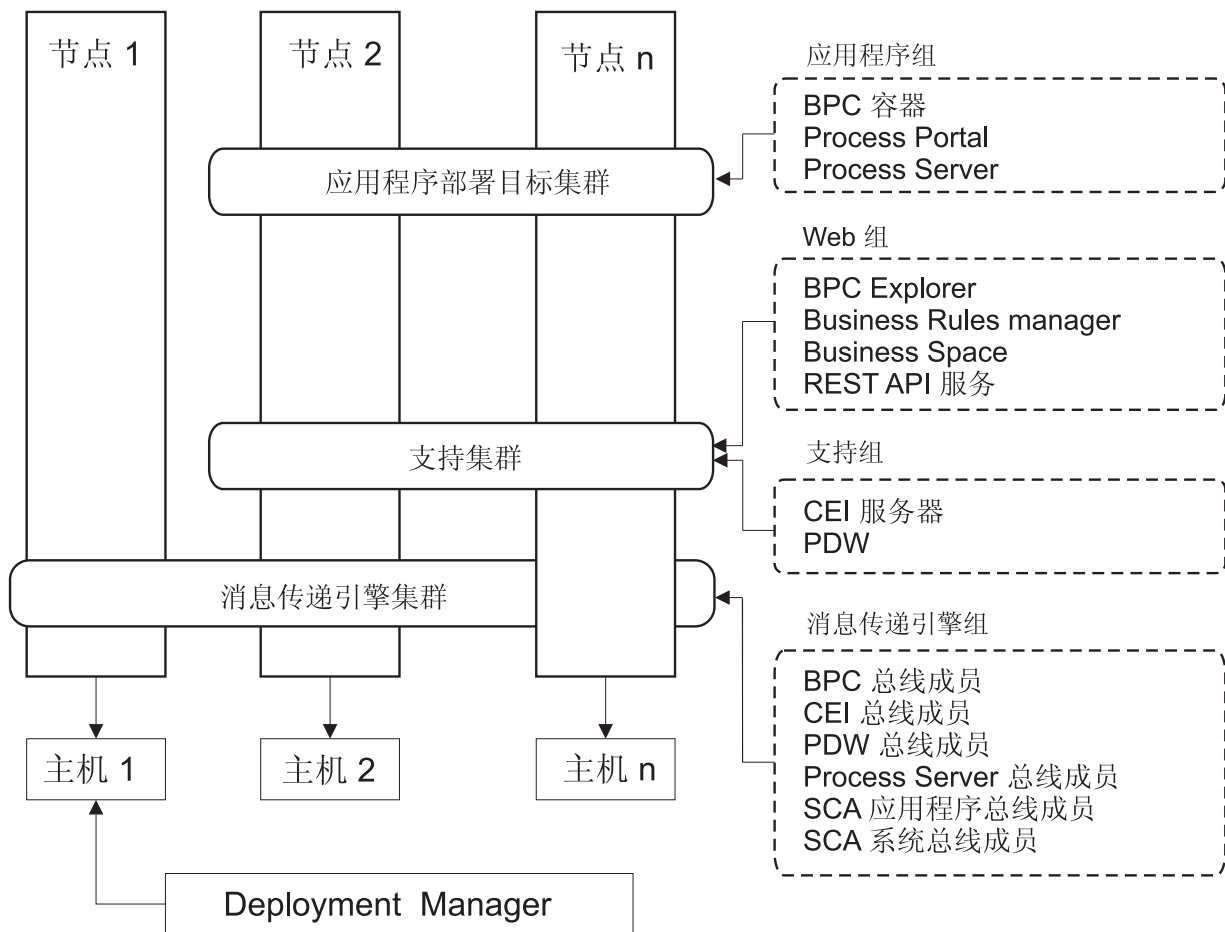 节点 1
节点 2
节点 n
应用程序组
BPC 容器
Process Portal
Process Server
应用程序部署目标集群
Web 组
BPC Explorer
Business Rules manager
Business Space
REST API 服务
支持集群
支持组
CEI 服务器
PDW
消息传递引擎集群
消息传递引擎组
BPC 总线成员
CEI 总线成员
PDW 总线成员
Process Server 总线成员
SCA 应用程序总线成员
SCA 系统总线成员
主机 1
主机 2
主机 n
Deployment Manager